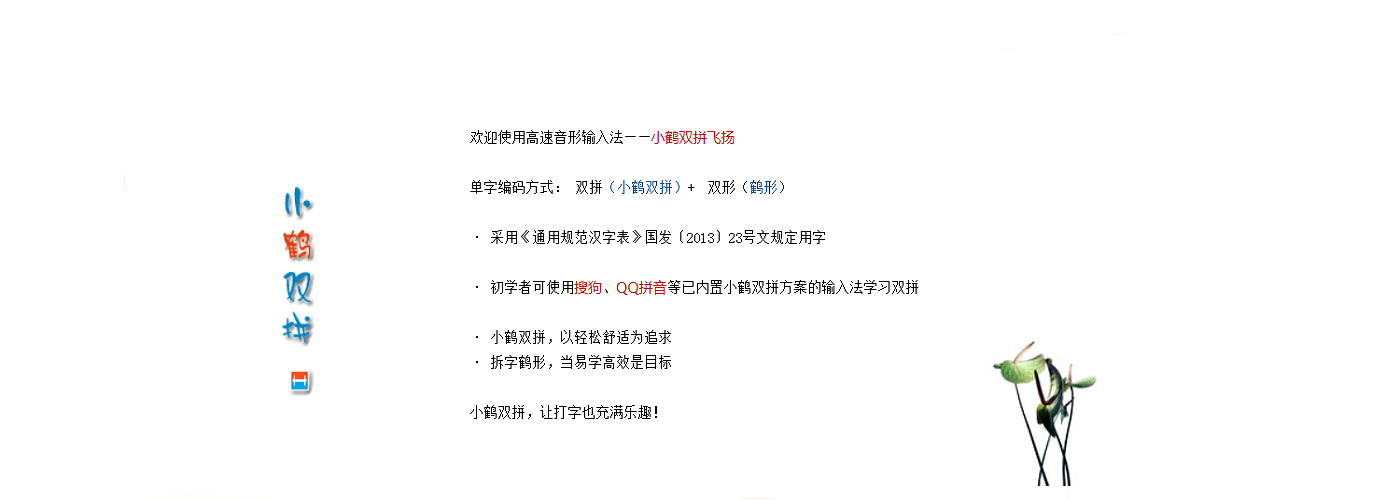 小鹤双拼
欢迎使用高速音形输入法——小鹤双拼飞扬
单字编码方式： 双拼（小鹤双拼）+ 双形（鹤形）
· 采用《通用规范汉字表》国发〔2013〕23号文规定用字
· 初学者可使用搜狗、QQ拼音等已内置小鹤双拼方案的输入法学习双拼
· 小鹤双拼，以轻松舒适为追求
· 拆字鹤形，当易学高效是目标
小鹤双拼，让打字也充满乐趣！